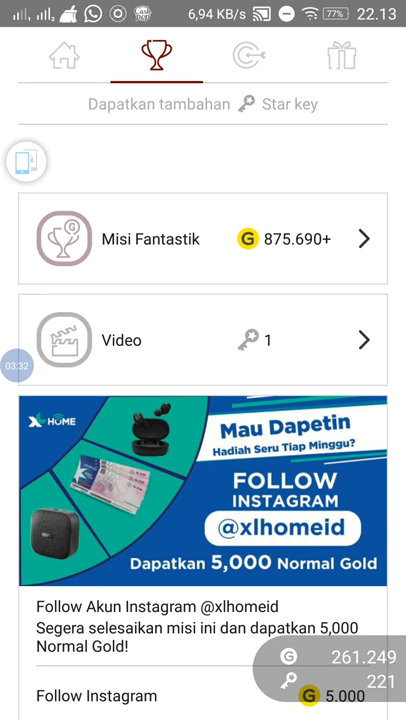 6,94 KB/s 77% 22.13
Dapatkan tambahan Star key
Misi Fantastik G 875.690+
Video 1
03:32
X HOME
Mau Dapetin
Hadiah Seru Tiap Minggu?
FOLLOW
INSTAGRAM
@xlhomeid
Dapatkan 5,000 Normal Gold
Follow Akun Instagram @xlhomeid
Segera selesaikan misi ini dan dapatkan 5,000
Normal Gold!
G 261.249
221
Follow Instagram G 5.000